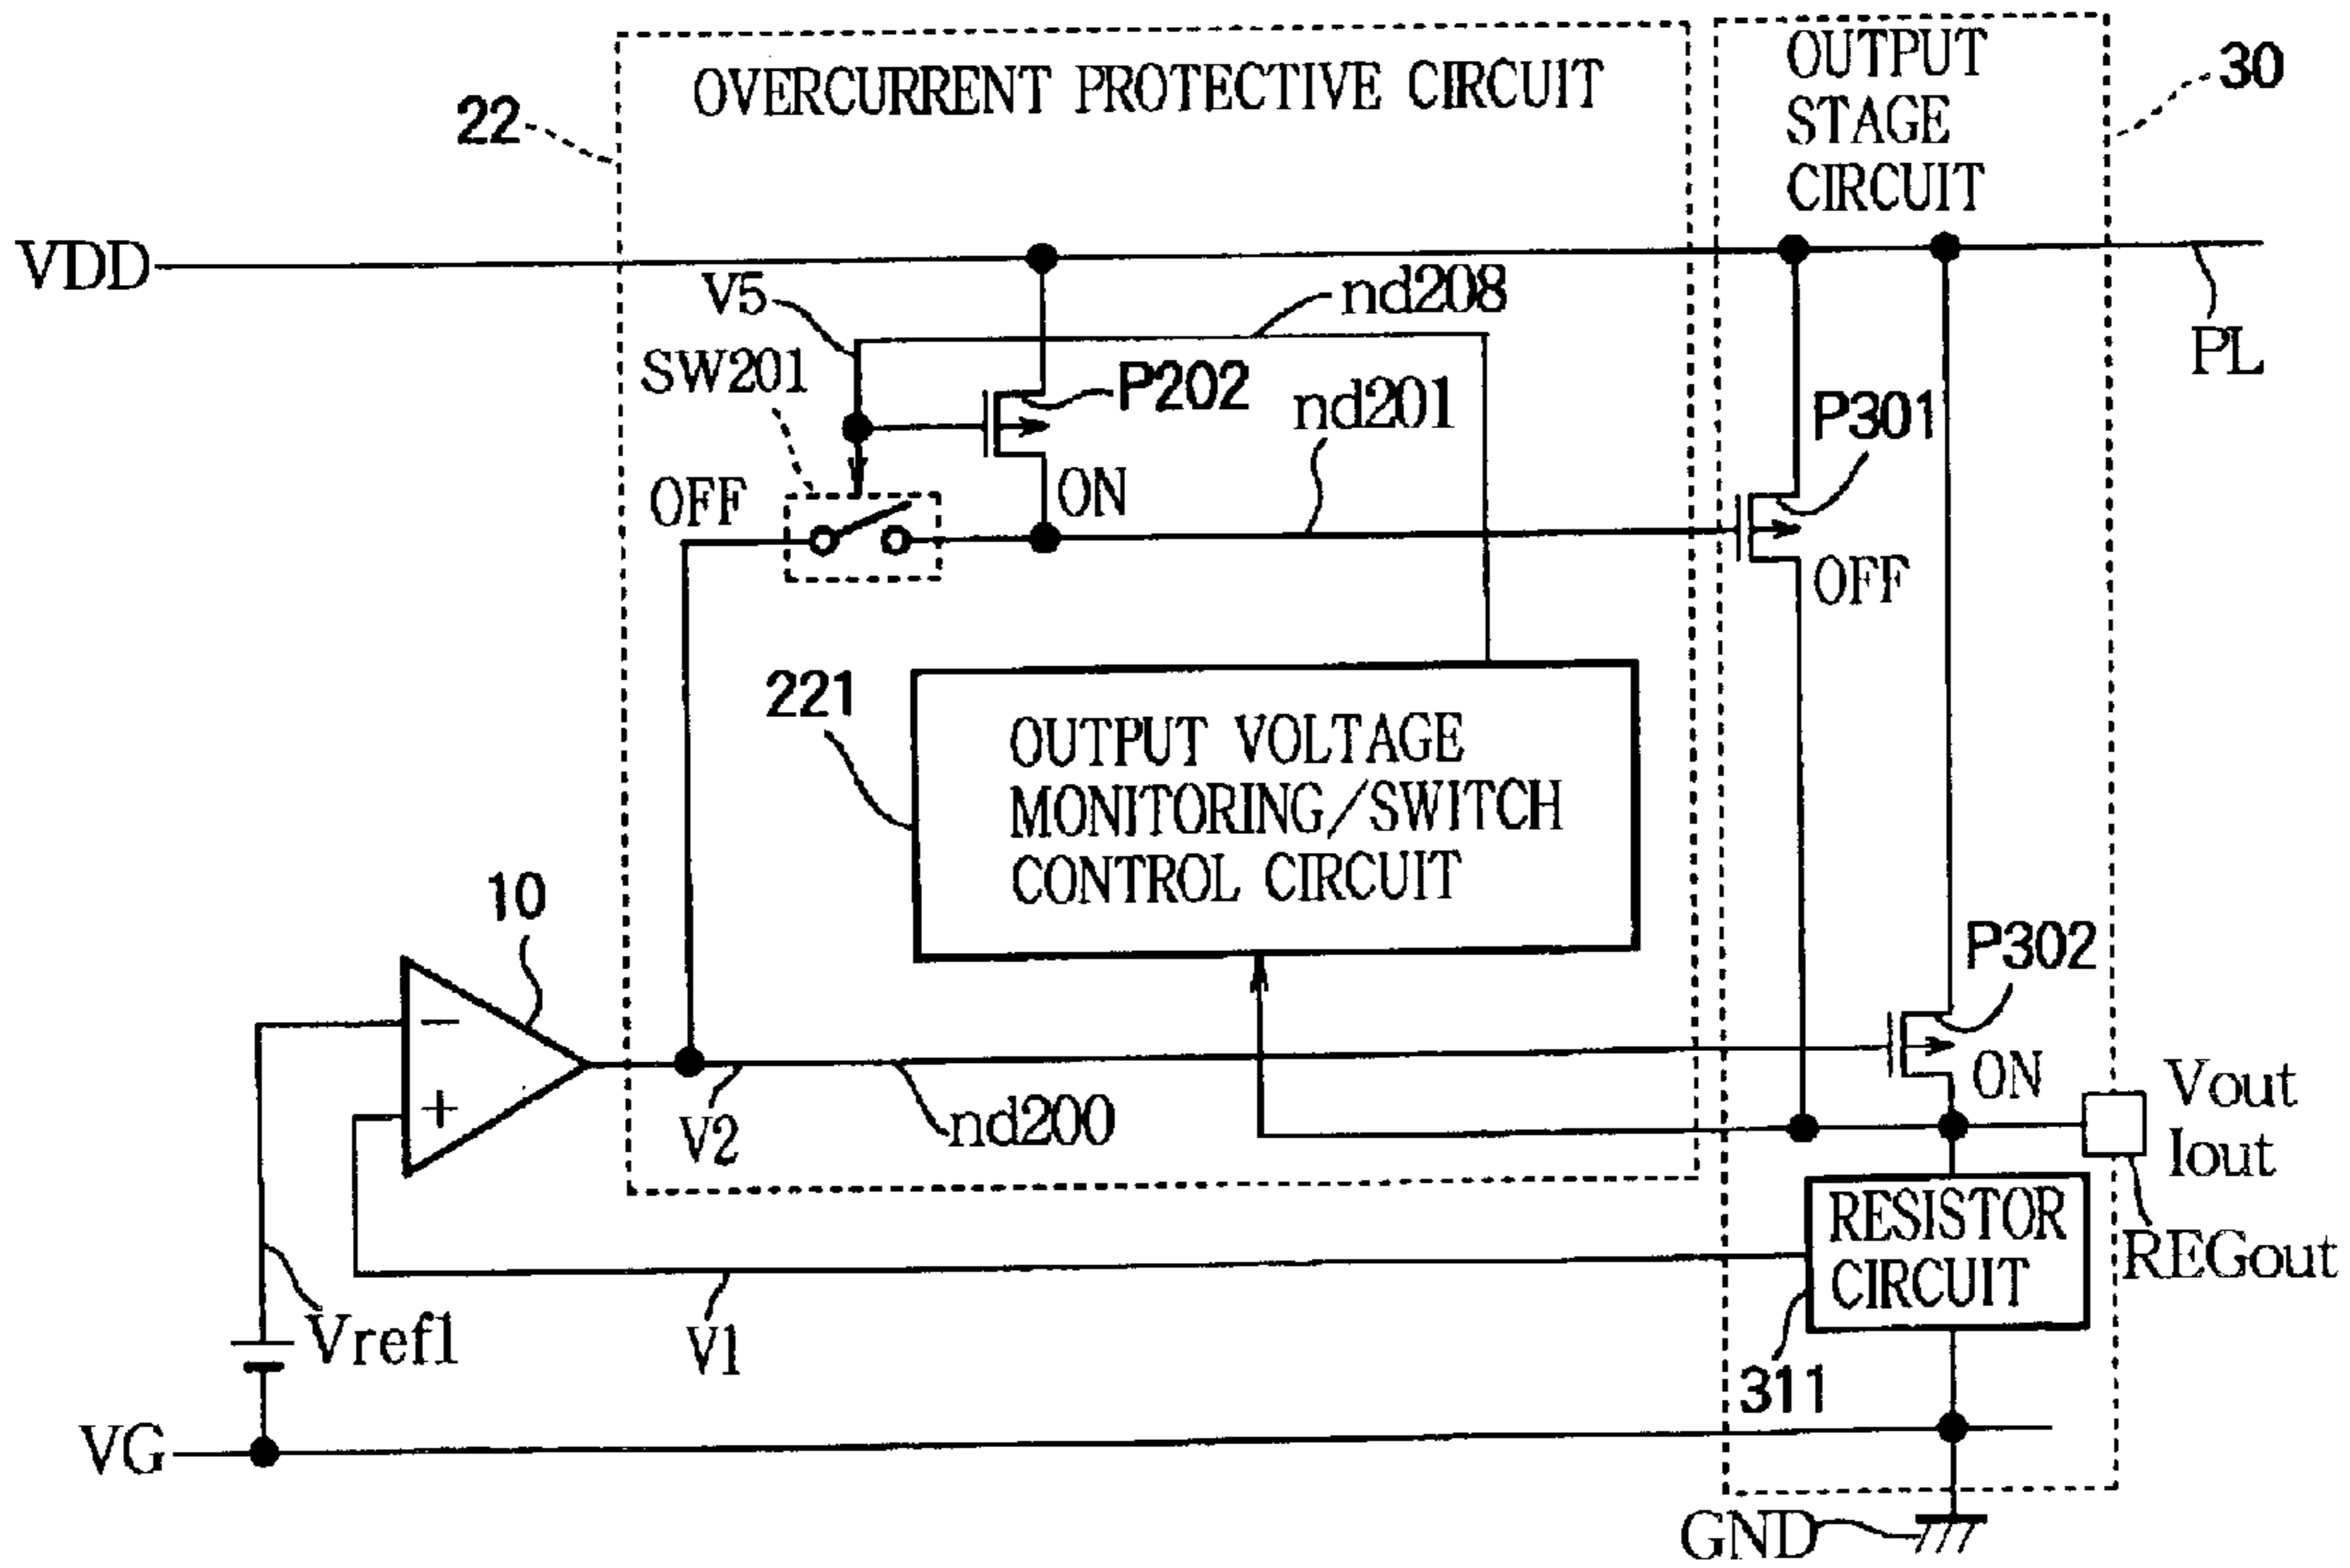 OVERCURRENT PROTECTIVE CIRCUIT
22
OUTPUT
STAGE
CIRCUIT
30
VDD
V5
nd208
PL
SW201
P202
nd201
P301
OFF
ON
OFF
221
OUTPUT VOLTAGE
MONITORING/SWITCH
CONTROL CIRCUIT
10
P302
−
+
V2
nd200
ON
Vout
Iout
RESISTOR
CIRCUIT
REGout
Vref1
V1
311
VG
GND